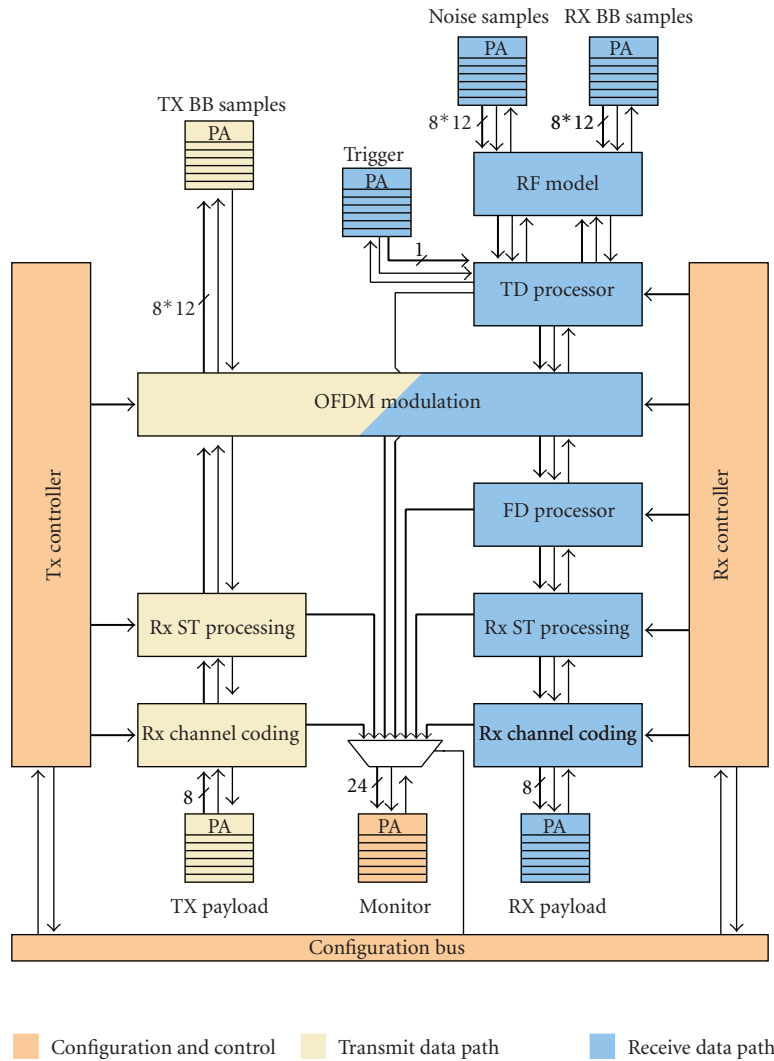 Noise samples
RX BB samples
PA
PA
TX BB samples
8*12
8*12
PA
Trigger
RF model
PA
1
TD processor
8*12
OFDM modulation
Tx controller
Rx controller
FD processor
Rx ST processing
Rx ST processing
Rx channel coding
Rx channel coding
8
24
8
PA
PA
PA
TX payload
Monitor
RX payload
Configuration bus
Configuration and control
Transmit data path
Receive data path